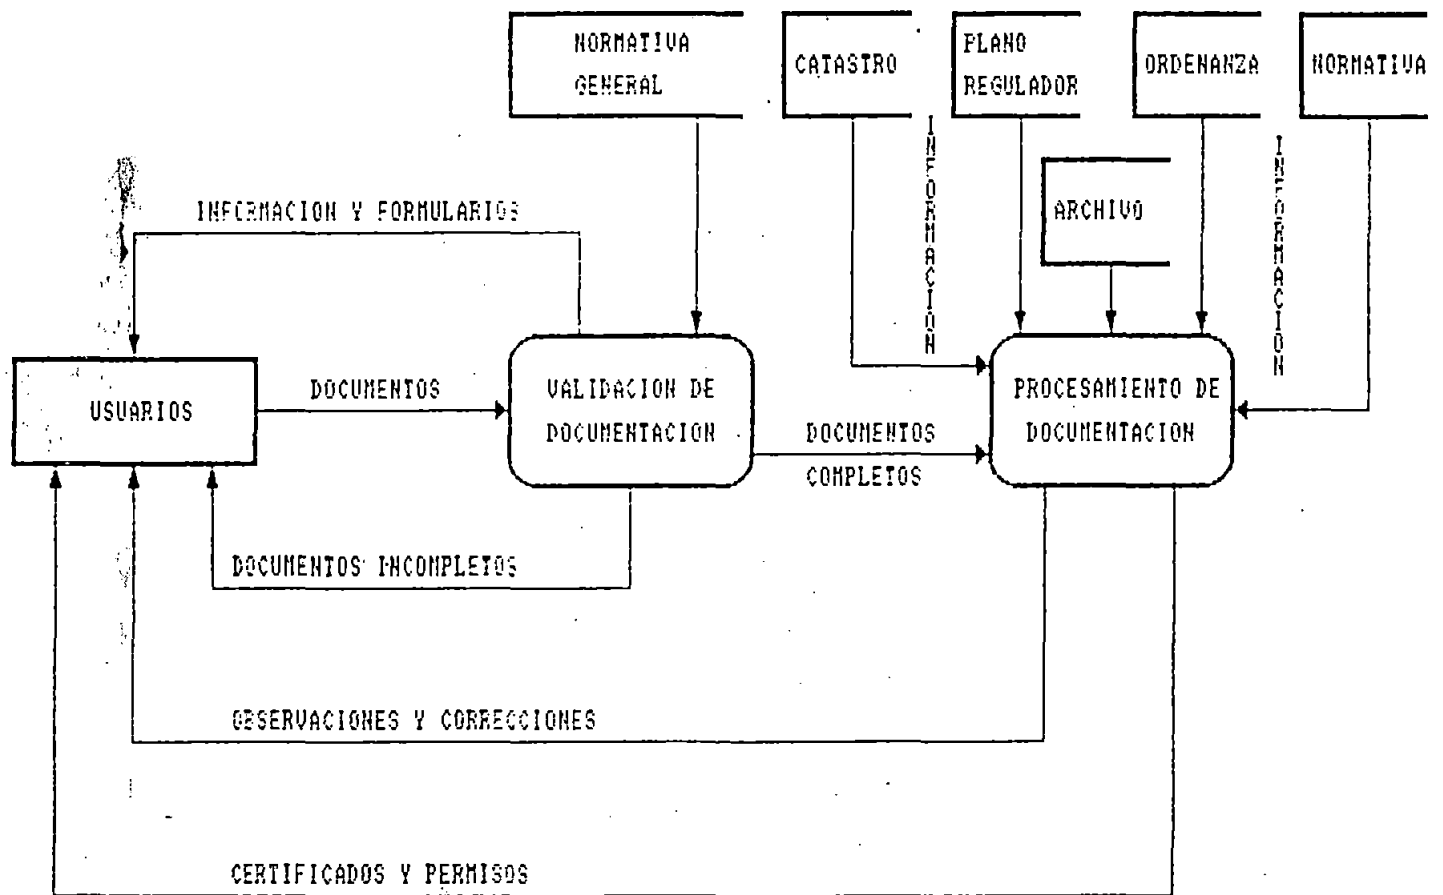 NORMATIVA
GENERAL
CATASTRO
PLANO
REGULADOR
ORDENANZA
NORMATIVA
INFORMACION
INFORMACION
ARCHIVO
INFORMACION Y FORMULARIOS
USUARIOS
DOCUMENTOS
VALIDACION DE
DOCUMENTACION
DOCUMENTOS
COMPLETOS
PROCESAMIENTO DE
DOCUMENTACION
DOCUMENTOS INCOMPLETOS
OBSERVACIONES Y CORRECCIONES
CERTIFICADOS Y PERMISOS